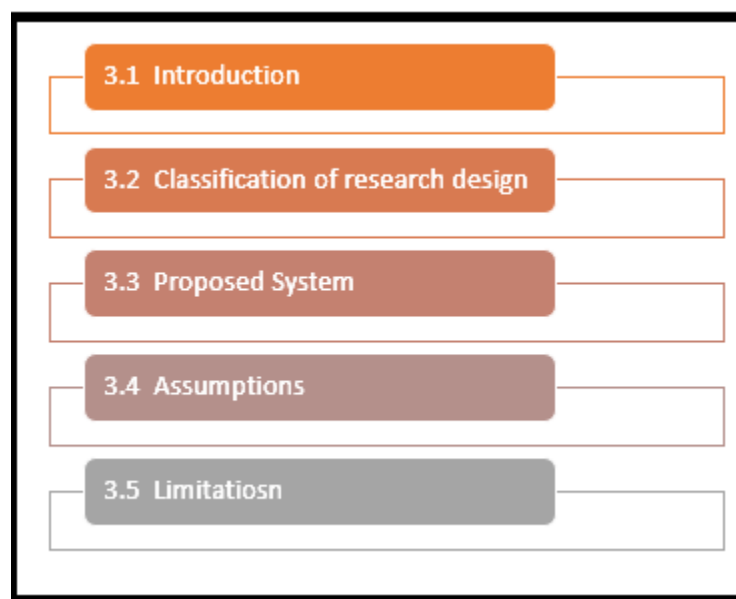 3.1 Introduction
3.2 Classification of research design
3.3 Proposed System
3.4 Assumptions
3.5 Limitatiosn